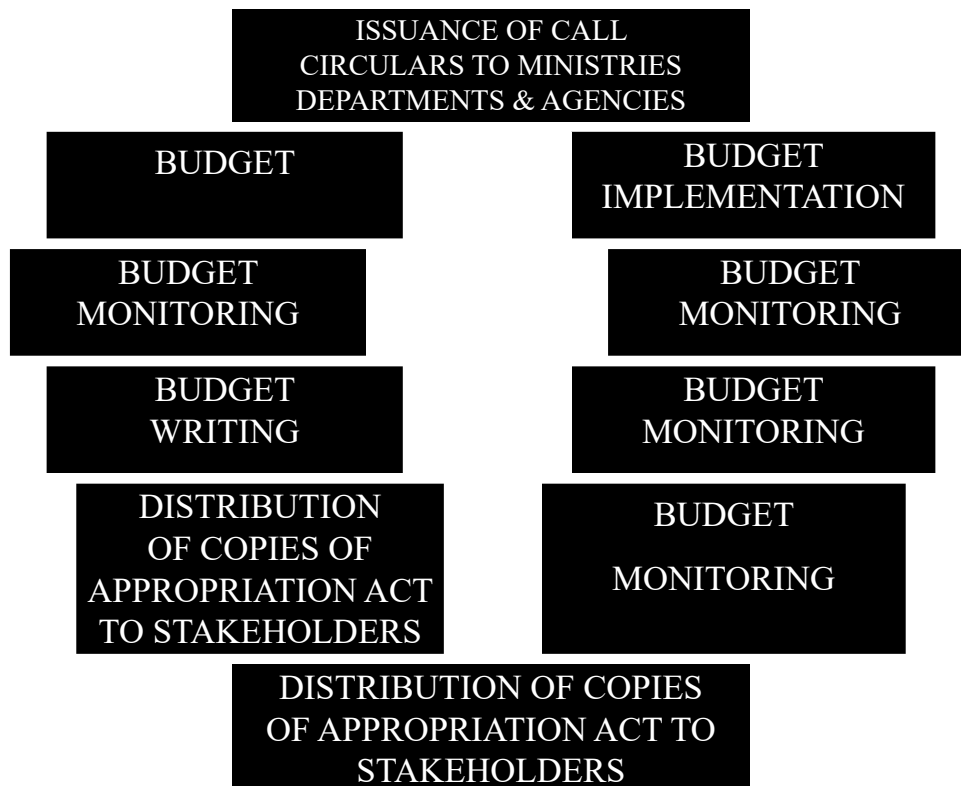 ISSUANCE OF CALL
CIRCULARS TO MINISTRIES
DEPARTMENTS & AGENCIES
BUDGET
BUDGET
IMPLEMENTATION
BUDGET
MONITORING
BUDGET
MONITORING
BUDGET
WRITING
BUDGET
MONITORING
DISTRIBUTION
OF COPIES OF
APPROPRIATION ACT
TO STAKEHOLDERS
BUDGET
MONITORING
DISTRIBUTION OF COPIES
OF APPROPRIATION ACT TO
STAKEHOLDERS